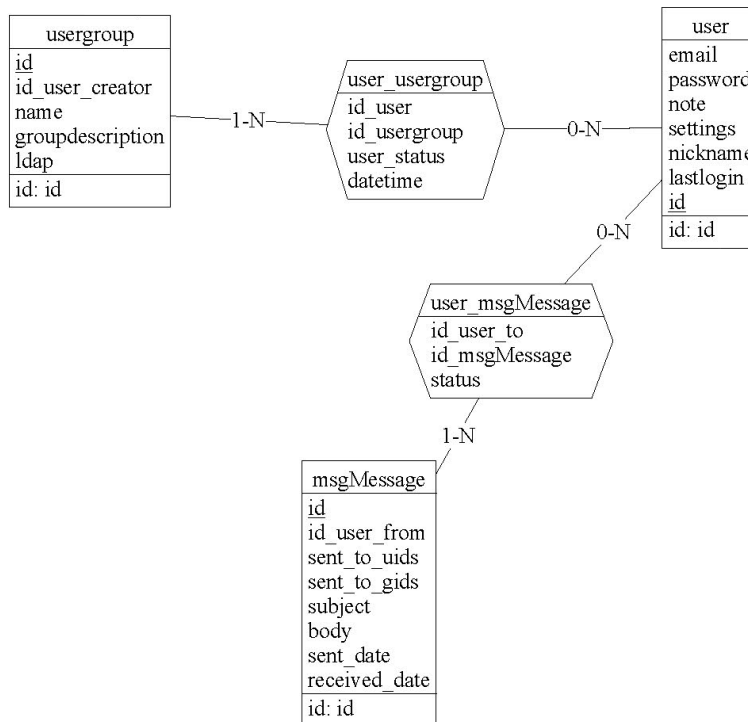 usergroup
id
id_user_creator
name
groupdescription
ldap
id: id
1-N
user_usergroup
id_user
id_usergroup
user_status
datetime
0-N
user
email
password
note
settings
nickname
lastlogin
id
id: id
0-N
user_msgMessage
id_user_to
id_msgMessage
status
1-N
msgMessage
id
id_user_from
sent_to_uids
sent_to_gids
subject
body
sent_date
received_date
id: id